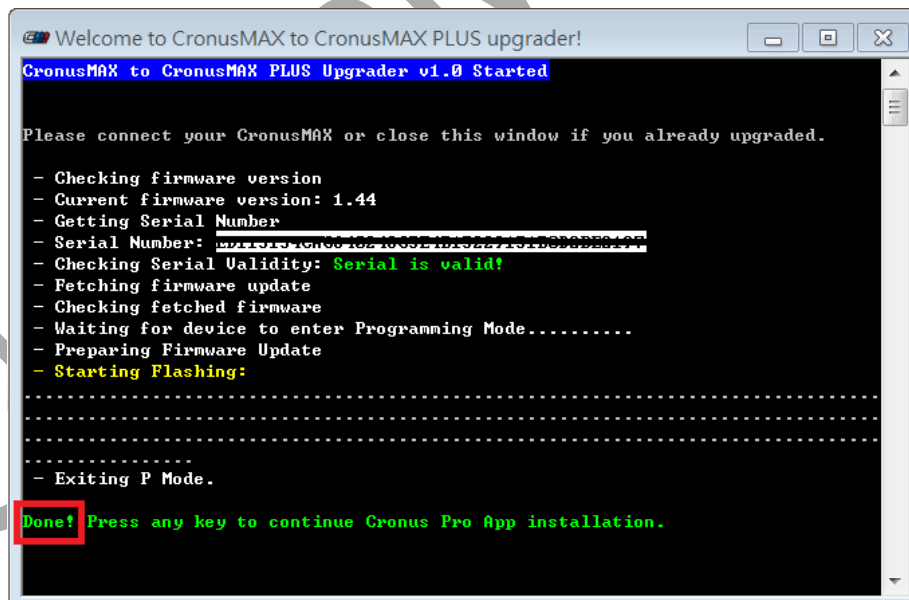 Welcome to CronusMAX to CronusMAX PLUS upgrader!
CronusMAX to CronusMAX PLUS Upgrader v1.0 Started
Please connect your CronusMAX or close this window if you already upgraded.
- Checking firmware version
- Current firmware version: 1.44
- Getting Serial Number
- Serial Number:
- Checking Serial Validity: Serial is valid!
- Fetching firmware update
- Checking fetched firmware
- Waiting for device to enter Programming Mode..........
- Preparing Firmware Update
- Starting Flashing:
................................................................................
................................................................................
................................................................................
................
- Exiting P Mode.
Done! Press any key to continue Cronus Pro App installation.